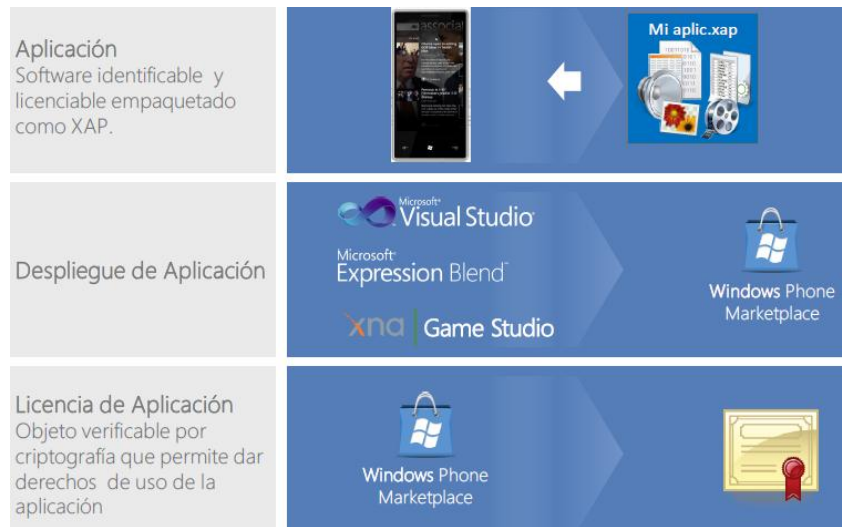 Aplicación
Software identificable y
licenciable empaquetado
como XAP.
associat
Mi aplic.xap
Despliegue de Aplicación
Microsoft
Visual Studio
Microsoft
Expression Blend
xna Game Studio
Windows Phone
Marketplace
Licencia de Aplicación
Objeto verificable por
criptografía que permite dar
derechos de uso de la
aplicación
Windows Phone
Marketplace